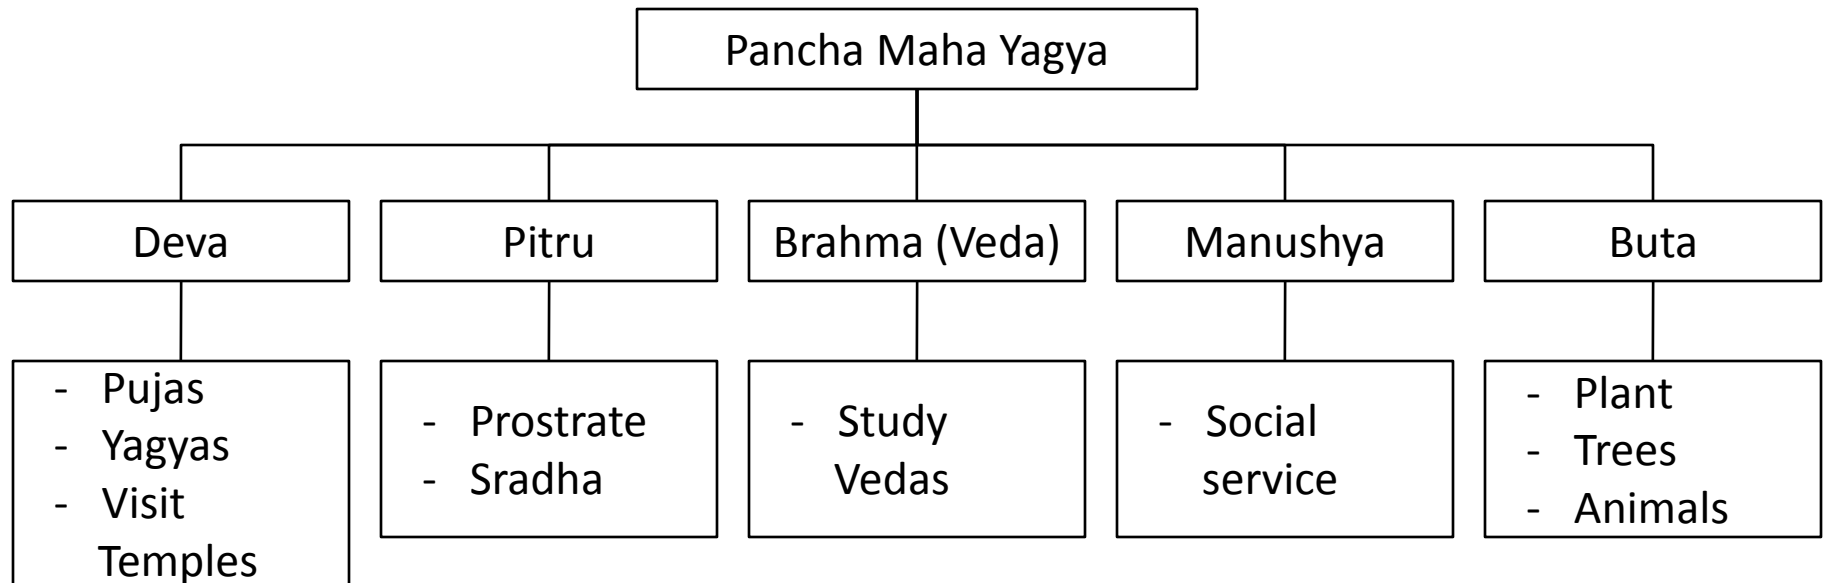 Pancha Maha Yagya
Deva
Pitru
Brahma (Veda)
Manushya
Buta
- Pujas
- Yagyas
- Visit
Temples
- Prostrate
- Sradha
- Study
Vedas
- Social
service
- Plant
- Trees
- Animals